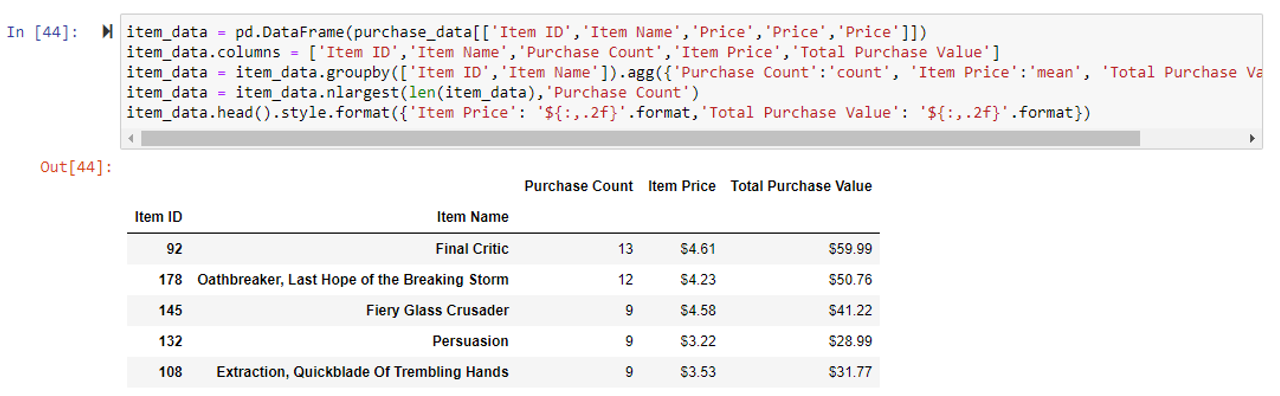 In [44]:
item_data = pd.DataFrame(purchase_data[['Item ID','Item Name','Price','Price','Price']])
item_data.columns = ['Item ID','Item Name','Purchase Count','Item Price','Total Purchase Value']
item_data = item_data.groupby(['Item ID','Item Name']).agg({'Purchase Count':'count', 'Item Price':'mean', 'Total Purchase Va
item_data = item_data.nlargest(len(item_data),'Purchase Count')
item_data.head().style.format({'Item Price': '${:,.2f}'.format,'Total Purchase Value': '${:,.2f}'.format})
Out[44]:
Purchase Count Item Price Total Purchase Value
Item ID Item Name
92 Final Critic 13 $4.61 $59.99
178 Oathbreaker, Last Hope of the Breaking Storm 12 $4.23 $50.76
145 Fiery Glass Crusader 9 $4.58 $41.22
132 Persuasion 9 $3.22 $28.99
108 Extraction, Quickblade Of Trembling Hands 9 $3.53 $31.77